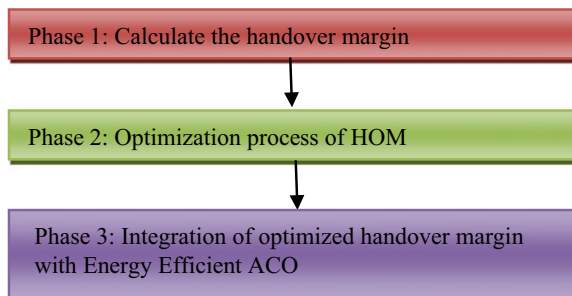 Phase 1: Calculate the handover margin
Phase 2: Optimization process of HOM
Phase 3: Integration of optimized handover margin
with Energy Efficient ACO